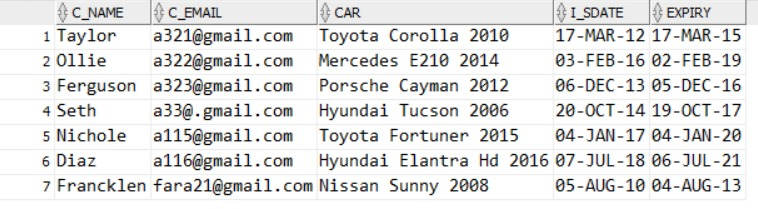 C_NAME C_EMAIL CAR I_SDATE EXPIRY
1 Taylor a321@gmail.com Toyota Corolla 2010 17-MAR-12 17-MAR-15
2 Ollie a322@gmail.com Mercedes E210 2014 03-FEB-16 02-FEB-19
3 Ferguson a323@gmail.com Porsche Cayman 2012 06-DEC-13 05-DEC-16
4 Seth a33@.gmail.com Hyundai Tucson 2006 20-OCT-14 19-OCT-17
5 Nichole a115@gmail.com Toyota Fortuner 2015 04-JAN-17 04-JAN-20
6 Diaz a116@gmail.com Hyundai Elantra Hd 2016 07-JUL-18 06-JUL-21
7 Francklen fara21@gmail.com Nissan Sunny 2008 05-AUG-10 04-AUG-13